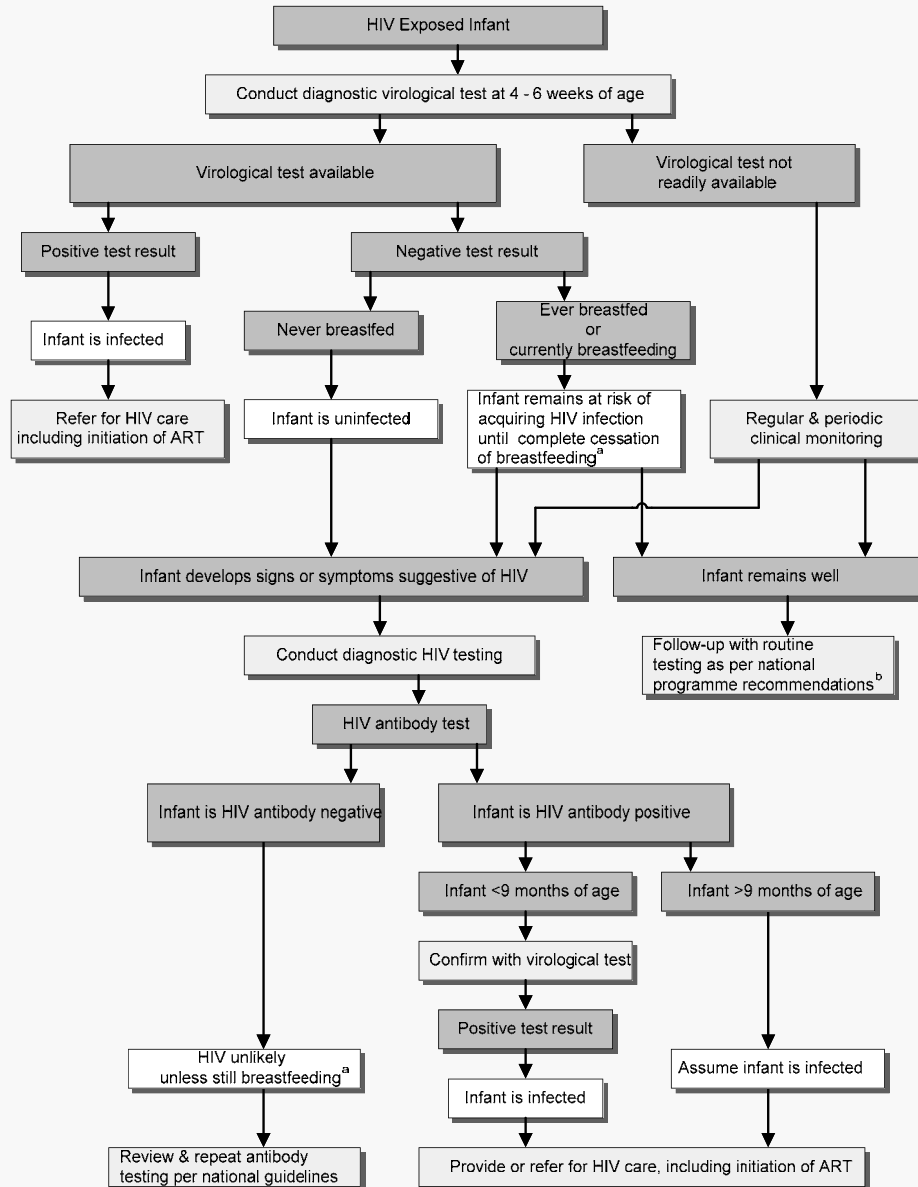 HIV Exposed Infant
Conduct diagnostic virological test at 4 - 6 weeks of age
Virological test available
Virological test not
readily available
Positive test result
Negative test result
Never breastfed
Ever breastfed
or
currently breastfeeding
Infant is infected
Infant is uninfected
Infant remains at risk of
acquiring HIV infection
until complete cessation
of breastfeeding a
Refer for HIV care
including initiation of ART
Regular & periodic
clinical monitoring
Infant develops signs or symptoms suggestive of HIV
Infant remains well
Conduct diagnostic HIV testing
Follow-up with routine
testing as per national
programme recommendations b
HIV antibody test
Infant is HIV antibody negative
Infant is HIV antibody positive
Infant <9 months of age
Infant >9 months of age
Confirm with virological test
Positive test result
HIV unlikely
unless still breastfeeding a
Infant is infected
Assume infant is infected
Review & repeat antibody
testing per national guidelines
Provide or refer for HIV care, including initiation of ART